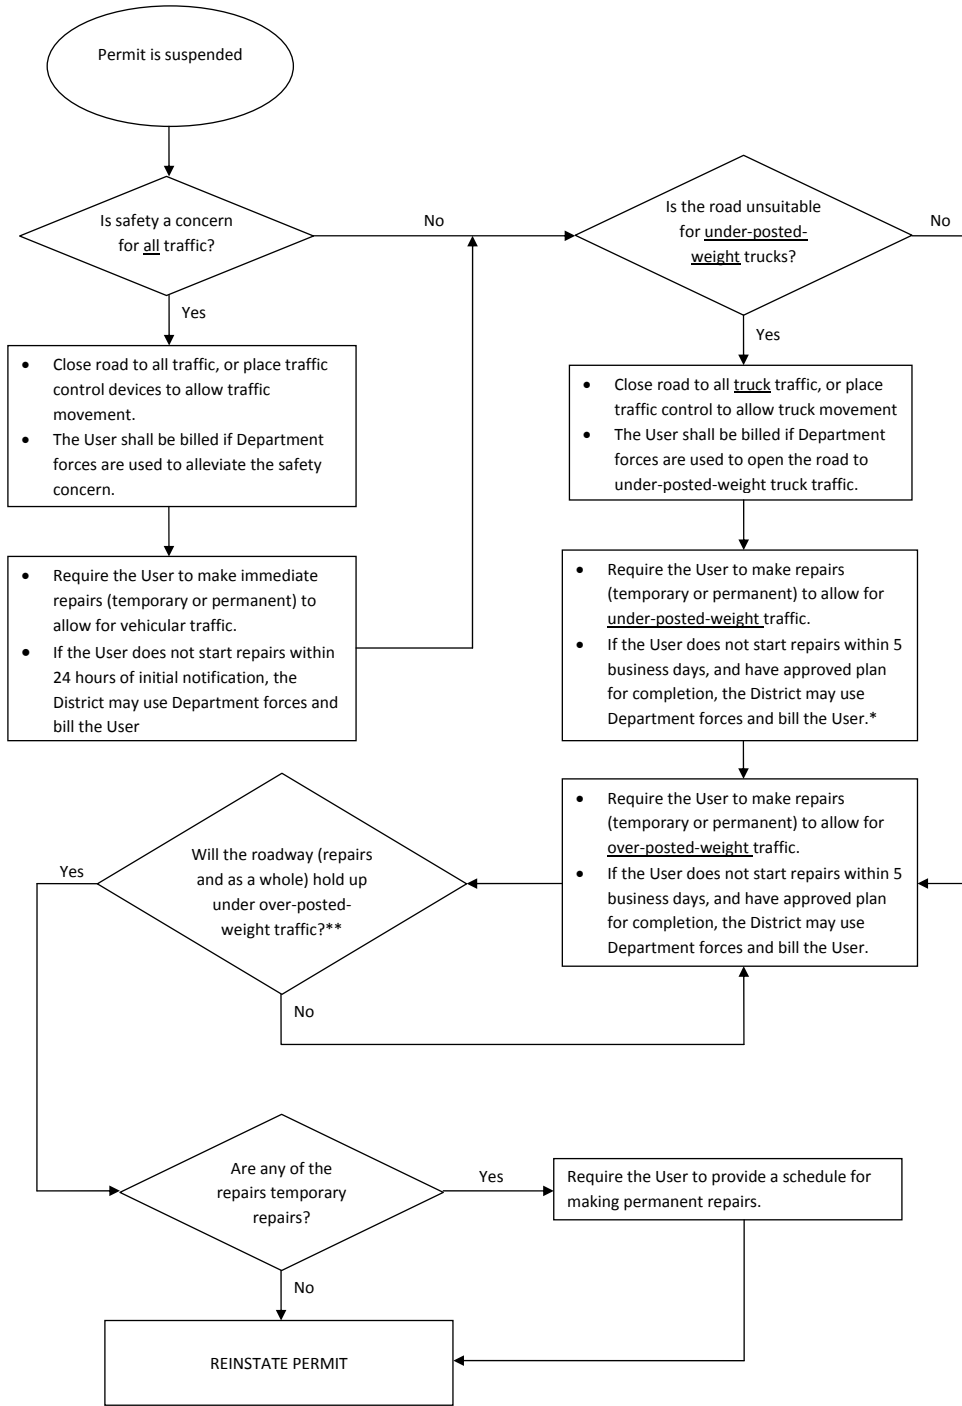 Permit is suspended
Is safety a concern
for all traffic?
No
Yes
• Close road to all traffic, or place traffic
control devices to allow traffic
movement.
• The User shall be billed if Department
forces are used to alleviate the safety
concern.
• Require the User to make immediate
repairs (temporary or permanent) to
allow for vehicular traffic.
• If the User does not start repairs within
24 hours of initial notification, the
District may use Department forces and
bill the User
Is the road unsuitable
for under-posted-
weight trucks?
No
Yes
• Close road to all truck traffic, or place
traffic control to allow truck movement
• The User shall be billed if Department
forces are used to open the road to
under-posted-weight truck traffic.
• Require the User to make repairs
(temporary or permanent) to allow for
under-posted-weight traffic.
• If the User does not start repairs within 5
business days, and have approved plan
for completion, the District may use
Department forces and bill the User.*
• Require the User to make repairs
(temporary or permanent) to allow for
over-posted-weight traffic.
• If the User does not start repairs within 5
business days, and have approved plan
for completion, the District may use
Department forces and bill the User.
Will the roadway (repairs
and as a whole) hold up
under over-posted-
weight traffic?**
Yes
No
Are any of the
repairs temporary
repairs?
Yes
Require the User to provide a schedule for
making permanent repairs.
No
REINSTATE PERMIT